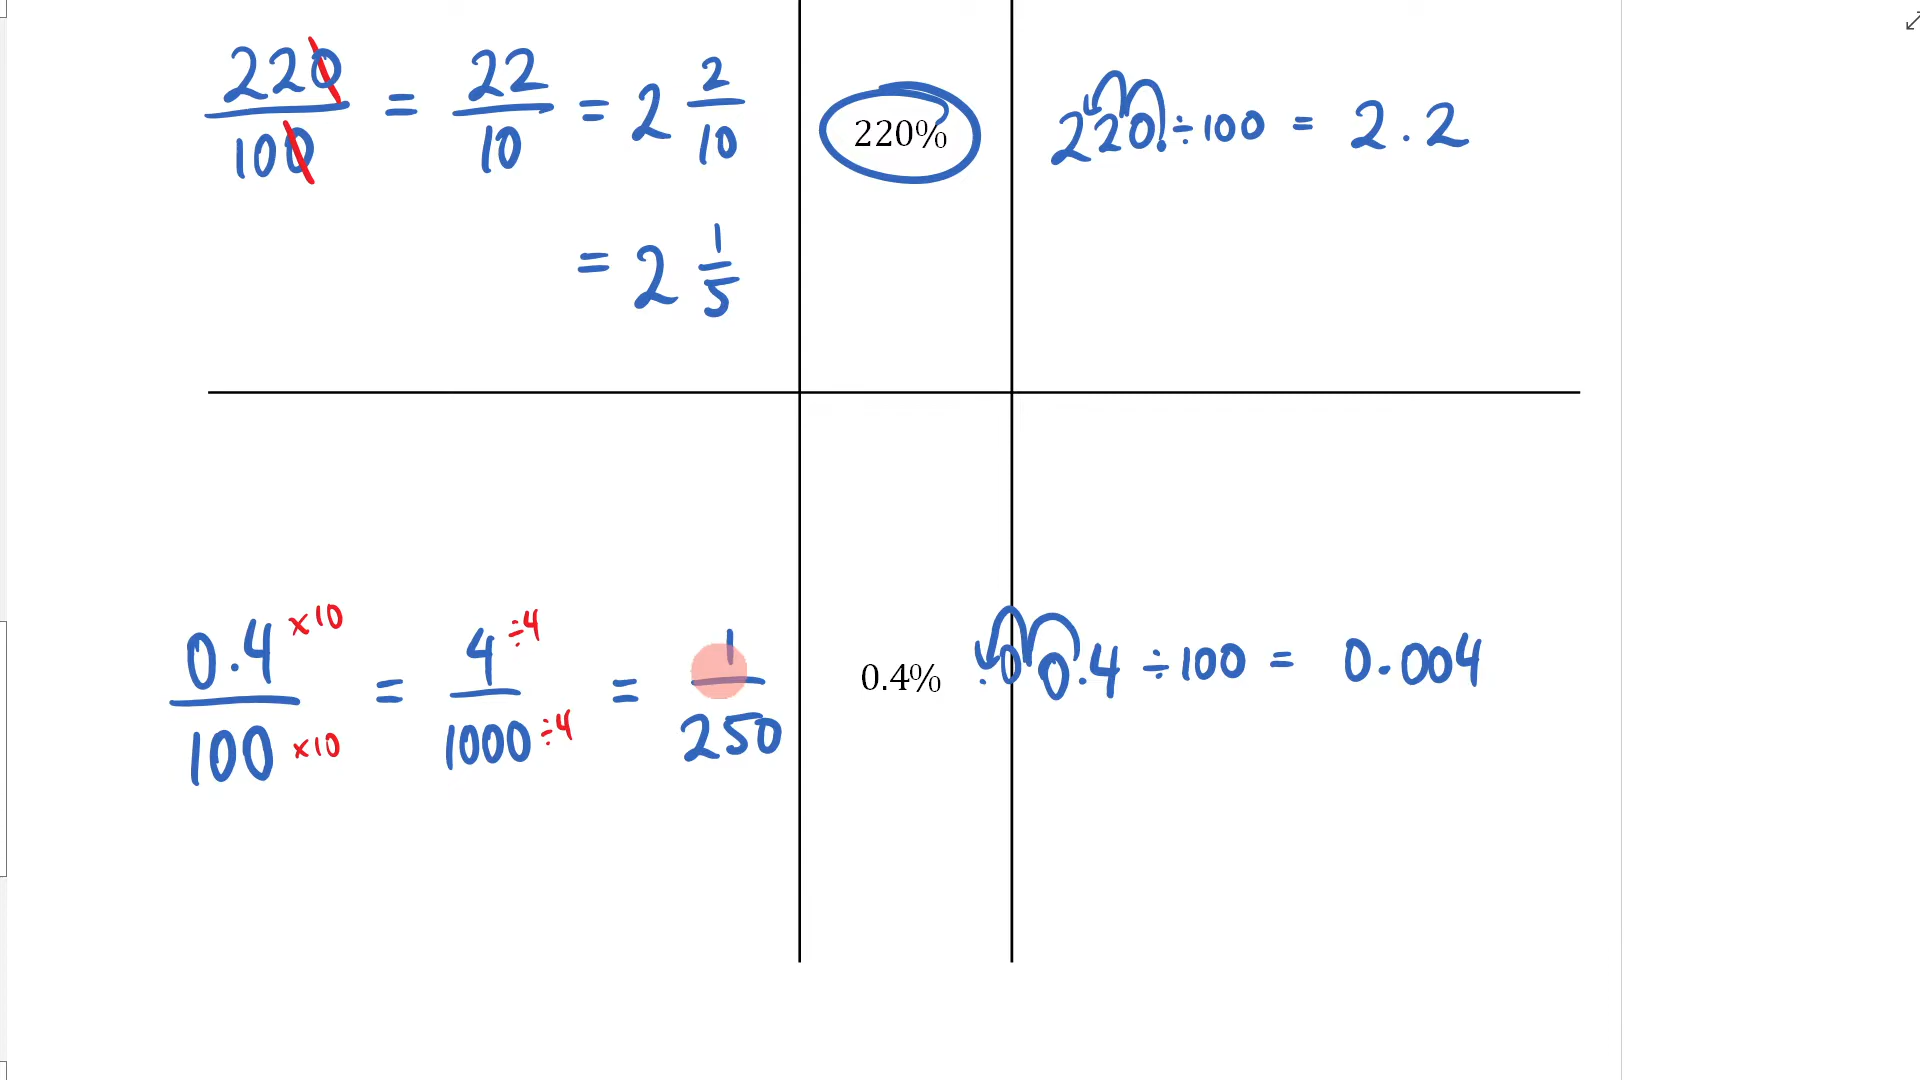 220/100 = 22/10 = 2 2/10
= 2 1/5
220%
220. ÷ 100 = 2.2
0.4 ×10 / 100 ×10 = 4 ÷4 / 1000 ÷4 = 1/250
0.4%
.00.4 ÷ 100 = 0.004